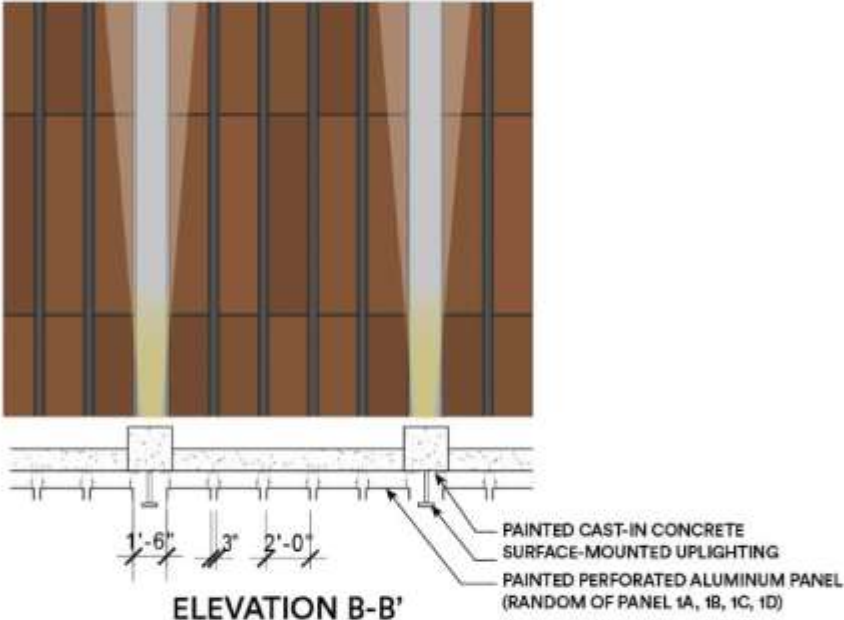 1'-6" 3" 2'-0"
PAINTED CAST-IN CONCRETE
SURFACE-MOUNTED UPLIGHTING
PAINTED PERFORATED ALUMINUM PANEL
(RANDOM OF PANEL 1A, 1B, 1C, 1D)
ELEVATION B-B'